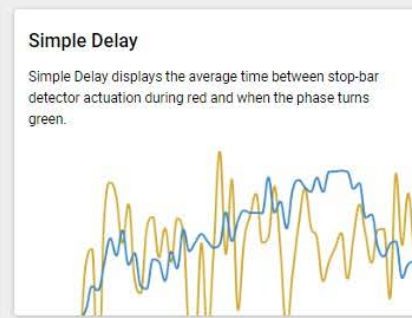 Simple Delay
Simple Delay displays the average time between stop-bar
detector actuation during red and when the phase turns
green.